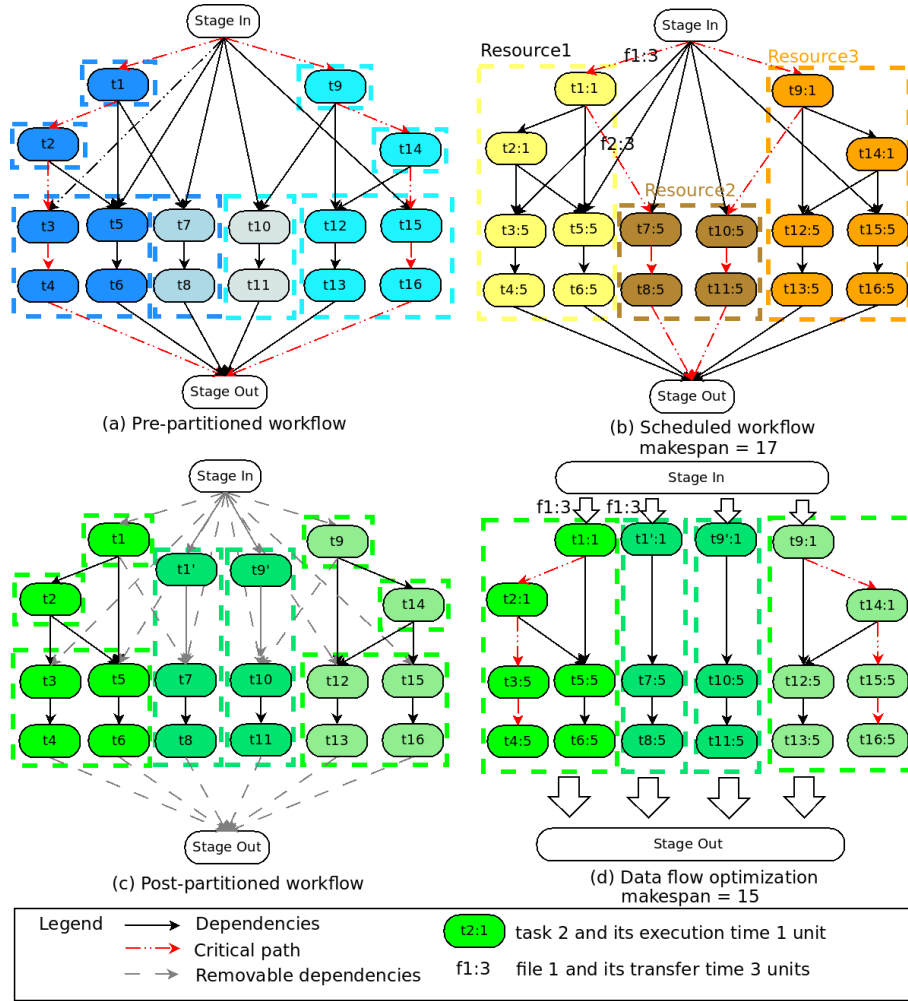 Stage In
t1
t9
t2
t14
t3
t5
t7
t10
t12
t15
t4
t6
t8
t11
t13
t16
Stage Out
(a) Pre-partitioned workflow
Stage In
Resource1
f1:3
Resource3
t1:1
t9:1
t2:1
f2:3
t14:1
Resource2
t3:5
t5:5
t7:5
t10:5
t12:5
t15:5
t4:5
t6:5
t8:5
t11:5
t13:5
t16:5
Stage Out
(b) Scheduled workflow
makespan = 17
Stage In
t1
t9
t1'
t9'
t2
t14
t3
t5
t7
t10
t12
t15
t4
t6
t8
t11
t13
t16
Stage Out
(c) Post-partitioned workflow
Stage In
f1:3
f1:3
t1:1
t1':1
t9':1
t9:1
t2:1
t14:1
t3:5
t5:5
t7:5
t10:5
t12:5
t15:5
t4:5
t6:5
t8:5
t11:5
t13:5
t16:5
Stage Out
(d) Data flow optimization
makespan = 15
Legend
Dependencies
Critical path
Removable dependencies
t2:1
task 2 and its execution time 1 unit
f1:3
file 1 and its transfer time 3 units